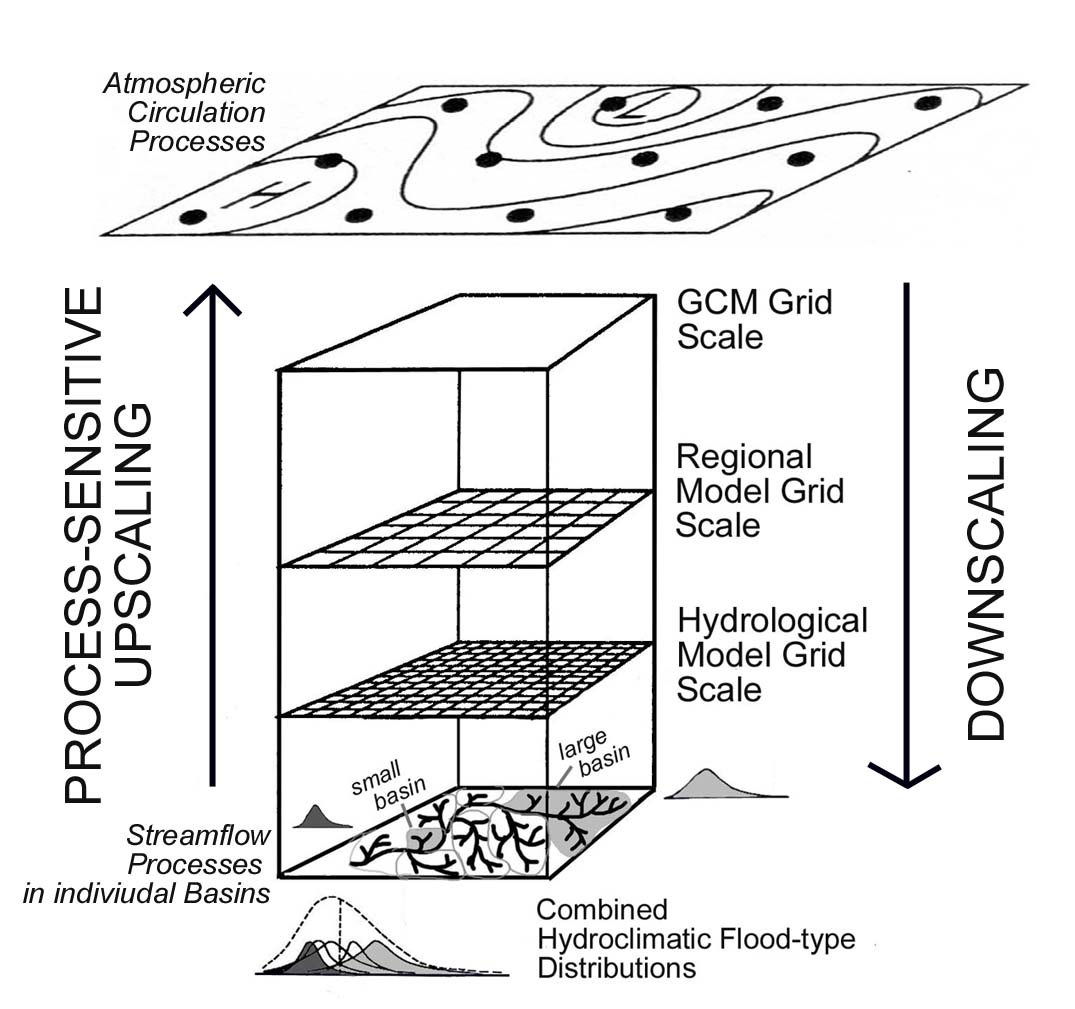 Atmospheric
Circulation
Processes
L
H
PROCESS-SENSITIVE
UPSCALING
GCM Grid
Scale
Regional
Model Grid
Scale
Hydrological
Model Grid
Scale
DOWNSCALING
small
basin
large
basin
Streamflow
Processes
in indiviudal Basins
Combined
Hydroclimatic Flood-type
Distributions